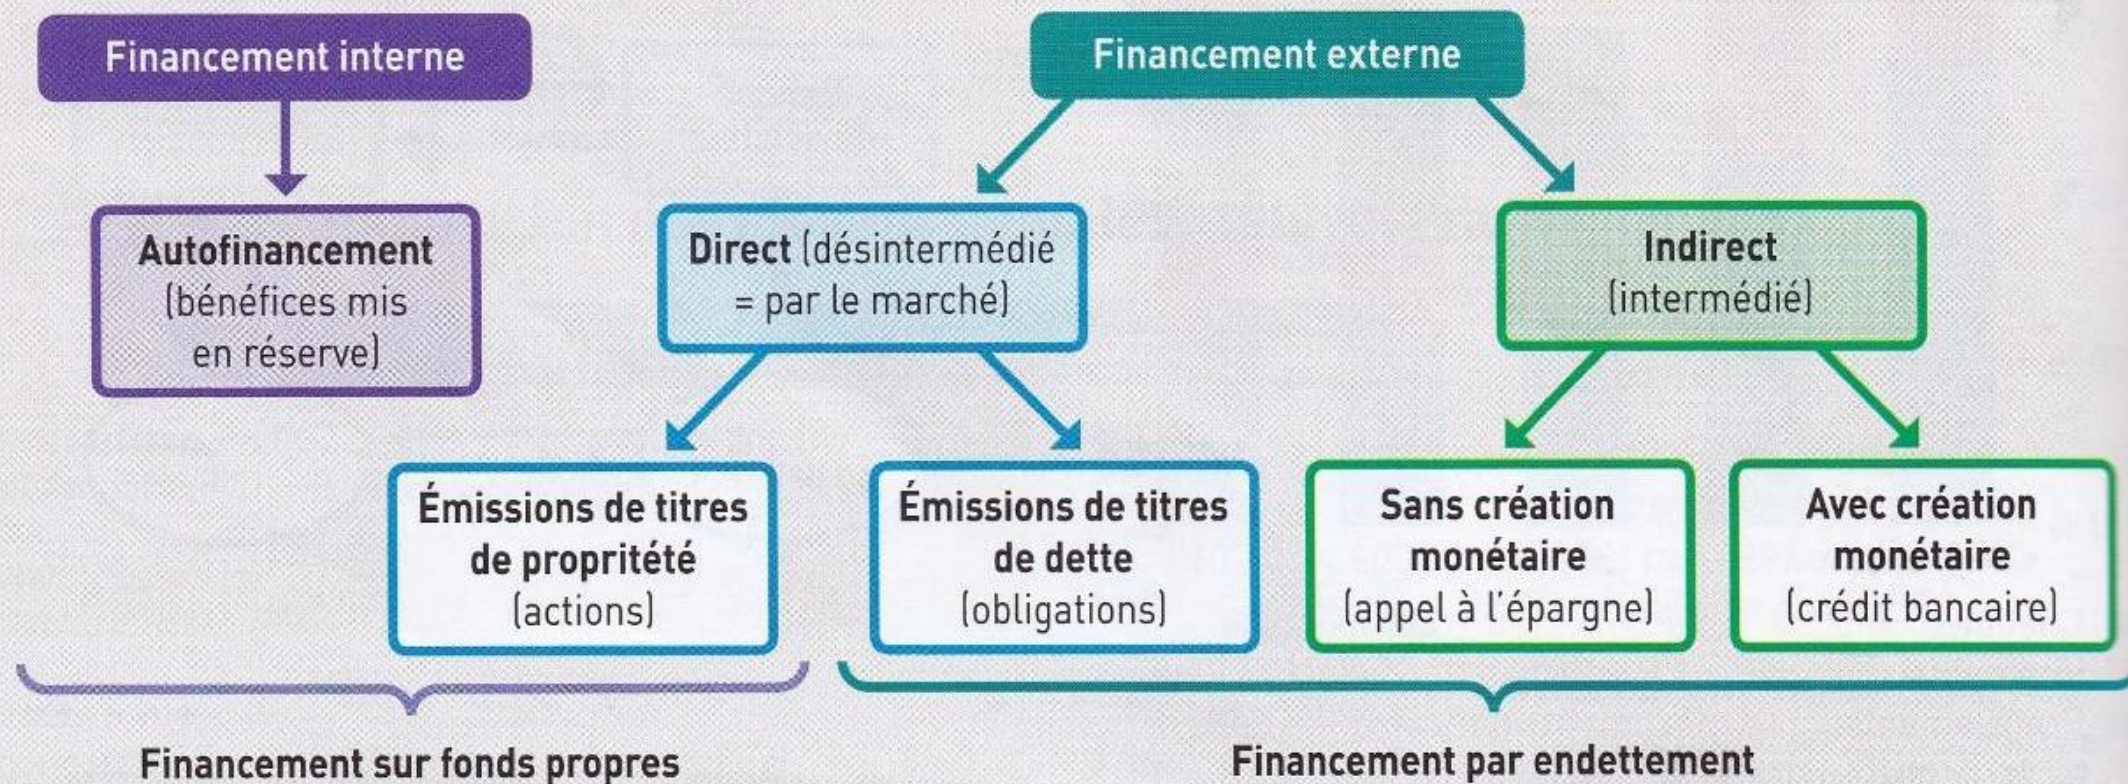 Financement interne
Financement externe
Autofinancement
(bénéfices mis
en réserve)
Direct (désintermédié
= par le marché)
Indirect
(intermédié)
Émissions de titres
de propritété
(actions)
Émissions de titres
de dette
(obligations)
Sans création
monétaire
(appel à l'épargne)
Avec création
monétaire
(crédit bancaire)
Financement sur fonds propres
Financement par endettement